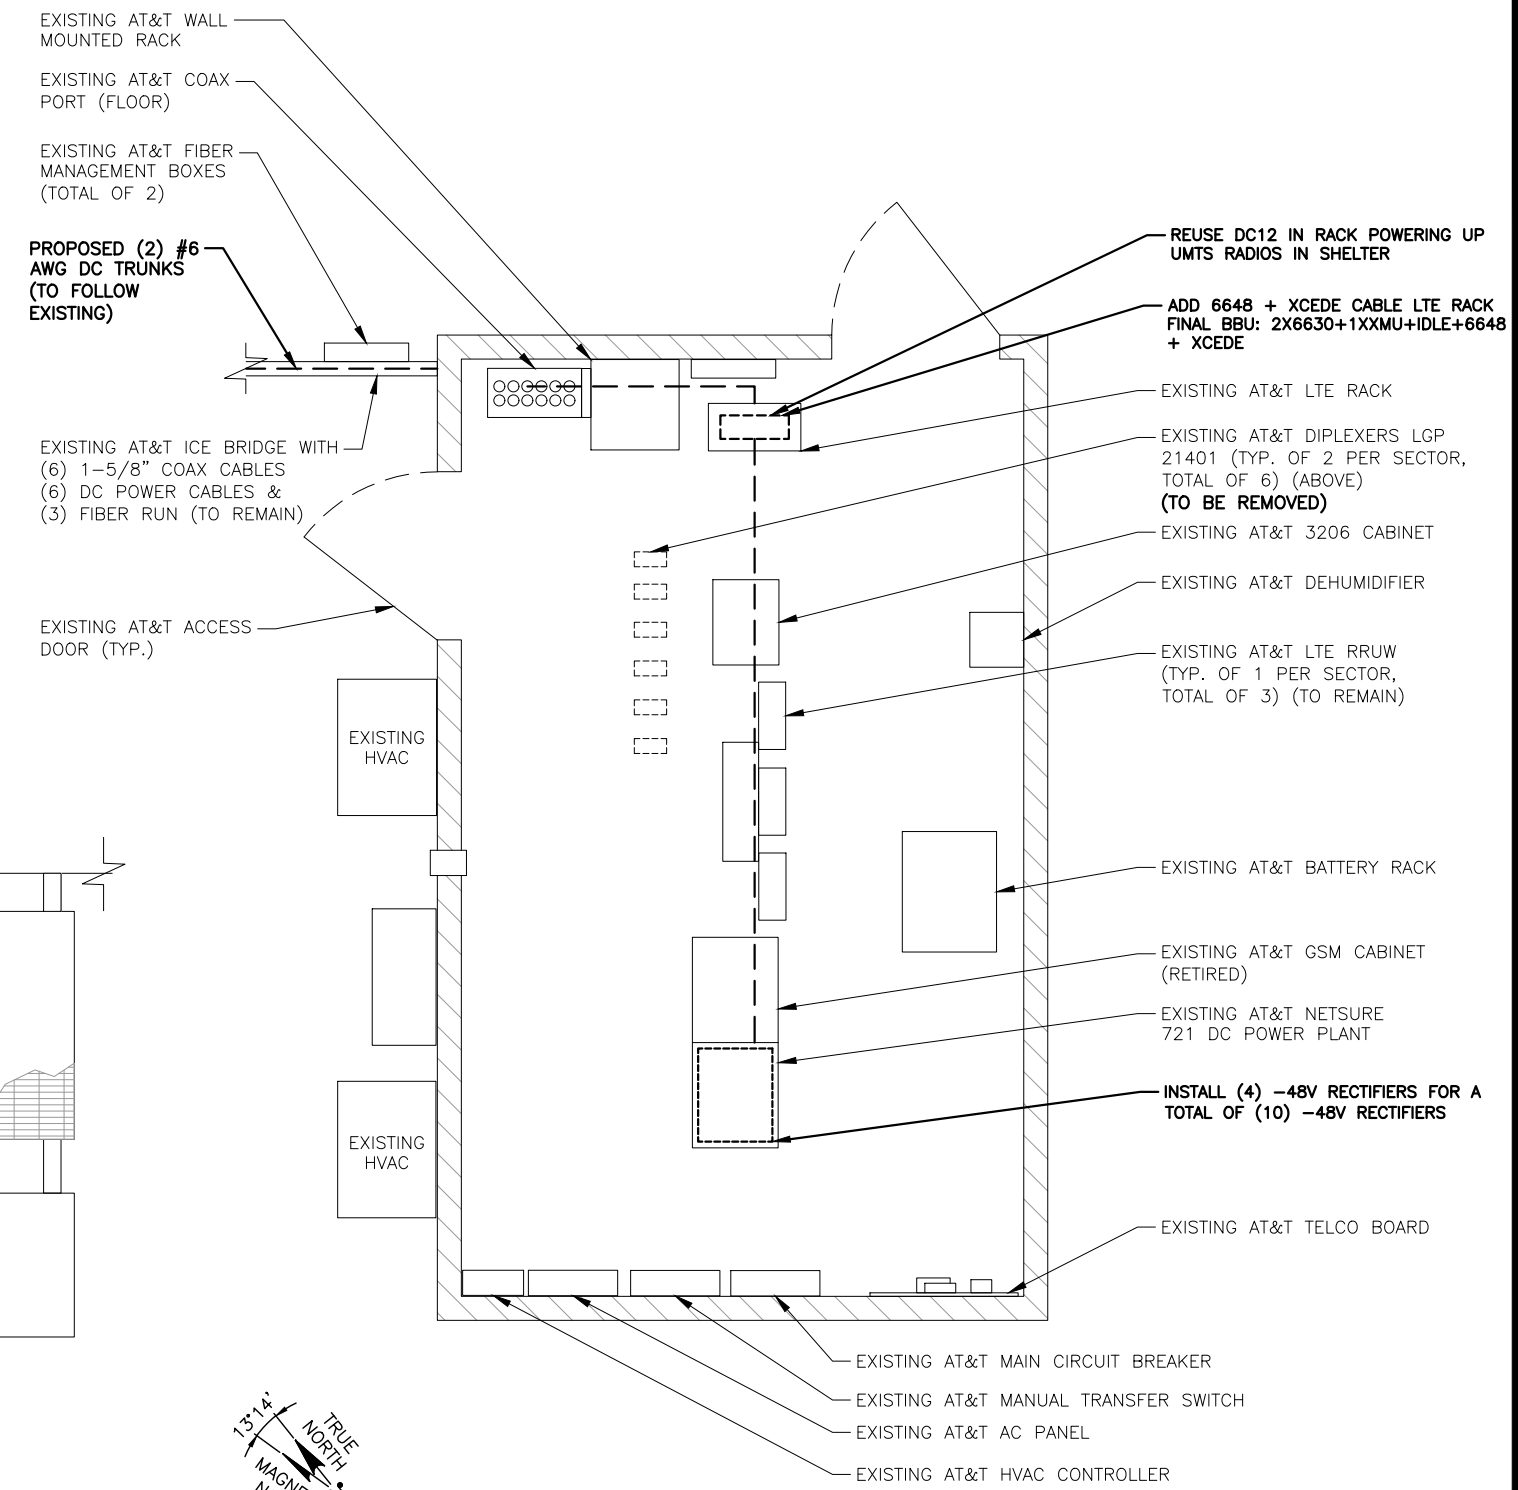 EXISTING AT&T WALL
MOUNTED RACK
EXISTING AT&T COAX
PORT (FLOOR)
EXISTING AT&T FIBER
MANAGEMENT BOXES
(TOTAL OF 2)
PROPOSED (2) #6
AWG DC TRUNKS
(TO FOLLOW
EXISTING)
EXISTING AT&T ICE BRIDGE WITH
(6) 1-5/8" COAX CABLES
(6) DC POWER CABLES &
(3) FIBER RUN (TO REMAIN)
EXISTING AT&T ACCESS
DOOR (TYP.)
EXISTING
HVAC
EXISTING
HVAC
REUSE DC12 IN RACK POWERING UP
UMTS RADIOS IN SHELTER
ADD 6648 + XCEDE CABLE LTE RACK
FINAL BBU: 2X6630+1XXMU+IDLE+6648
+ XCEDE
EXISTING AT&T LTE RACK
EXISTING AT&T DIPLEXERS LGP
21401 (TYP. OF 2 PER SECTOR,
TOTAL OF 6) (ABOVE)
(TO BE REMOVED)
EXISTING AT&T 3206 CABINET
EXISTING AT&T DEHUMIDIFIER
EXISTING AT&T LTE RRUW
(TYP. OF 1 PER SECTOR,
TOTAL OF 3) (TO REMAIN)
EXISTING AT&T BATTERY RACK
EXISTING AT&T GSM CABINET
(RETIRED)
EXISTING AT&T NETSURE
721 DC POWER PLANT
INSTALL (4) -48V RECTIFIERS FOR A
TOTAL OF (10) -48V RECTIFIERS
EXISTING AT&T TELCO BOARD
EXISTING AT&T MAIN CIRCUIT BREAKER
EXISTING AT&T MANUAL TRANSFER SWITCH
EXISTING AT&T AC PANEL
EXISTING AT&T HVAC CONTROLLER
13°14'
TRUE
NORTH